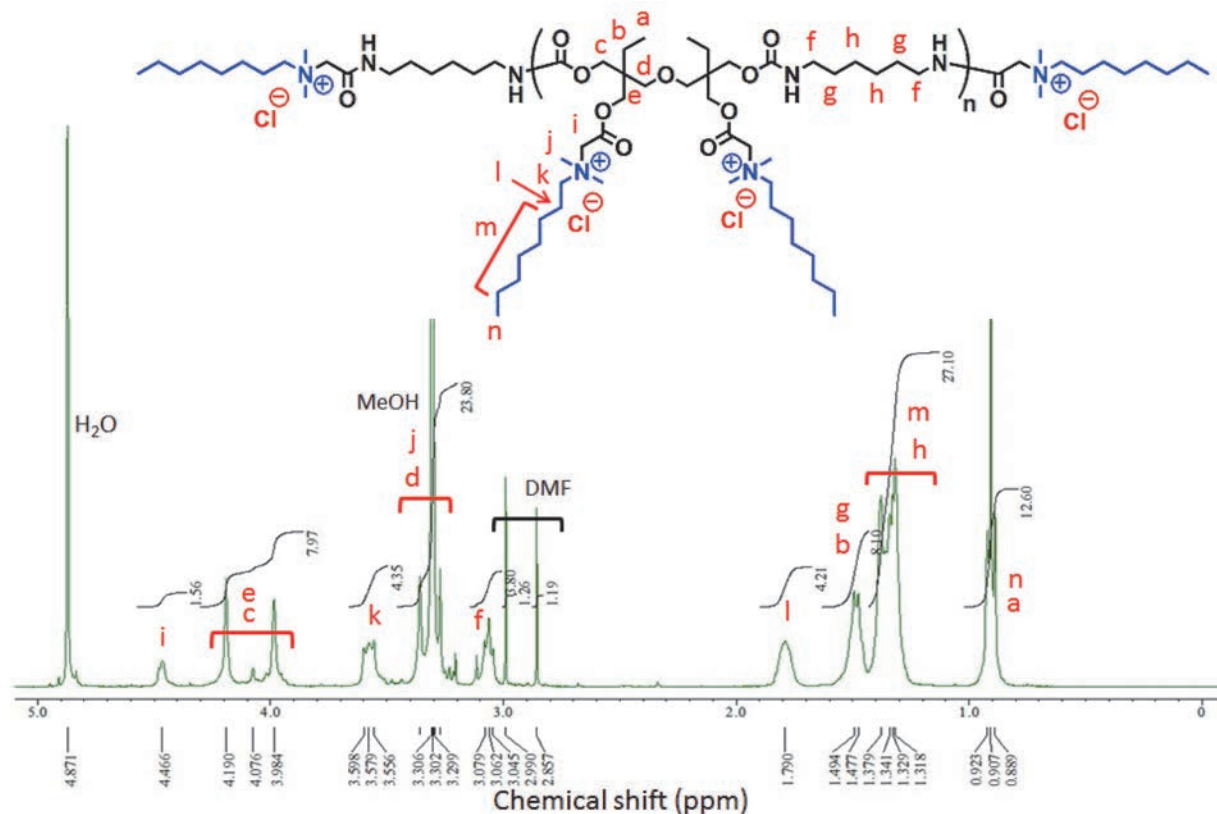 a
b
c
d
e
f
h
g
g
h
f
H
N
N⊕
Cl⊖
O
N
H
O
O
O
O
O
O
N
H
H
N
n
O
N⊕
Cl⊖
i
j
k
l
m
n
O
O
N⊕
Cl⊖
O
O
N⊕
Cl⊖
H₂O
MeOH
j
d
DMF
m
h
g
b
n
a
e
c
i
k
f
l
1.56
7.97
4.35
23.80
3.80
1.26
1.19
4.21
8.10
27.10
12.60
5.0
4.0
3.0
2.0
1.0
0
4.871
4.466
4.190
4.076
3.984
3.598
3.579
3.556
3.306
3.302
3.299
3.079
3.062
3.045
2.990
2.857
1.790
1.494
1.477
1.379
1.341
1.329
1.318
0.923
0.907
0.889
Chemical shift (ppm)